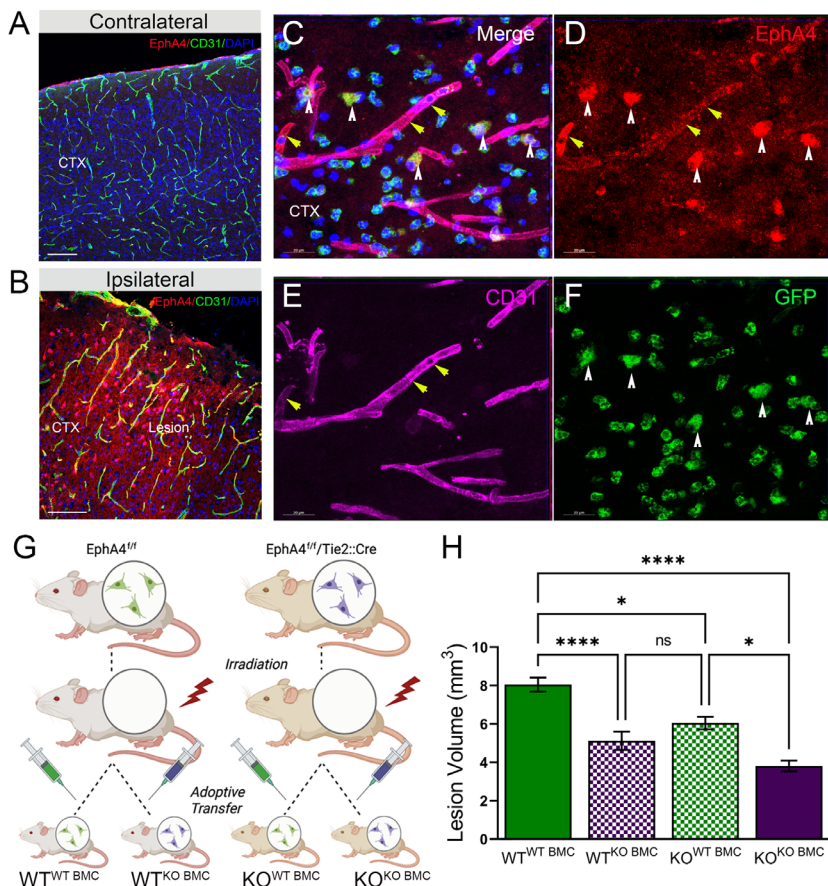 A
Contralateral
EphA4/CD31/DAPI
CTX
B
Ipsilateral
EphA4/CD31/DAPI
CTX
Lesion
C
Merge
CTX
D
EphA4
E
CD31
F
GFP
G
EphA4f/f
EphA4f/f/Tie2::Cre
Irradiation
Adoptive
Transfer
WTWT BMC
WTKO BMC
KOWT BMC
KOKO BMC
H
****
*
****
ns
*
Lesion Volume (mm3)
10
8
6
4
2
0
WTWT BMC
WTKO BMC
KOWT BMC
KOKO BMC